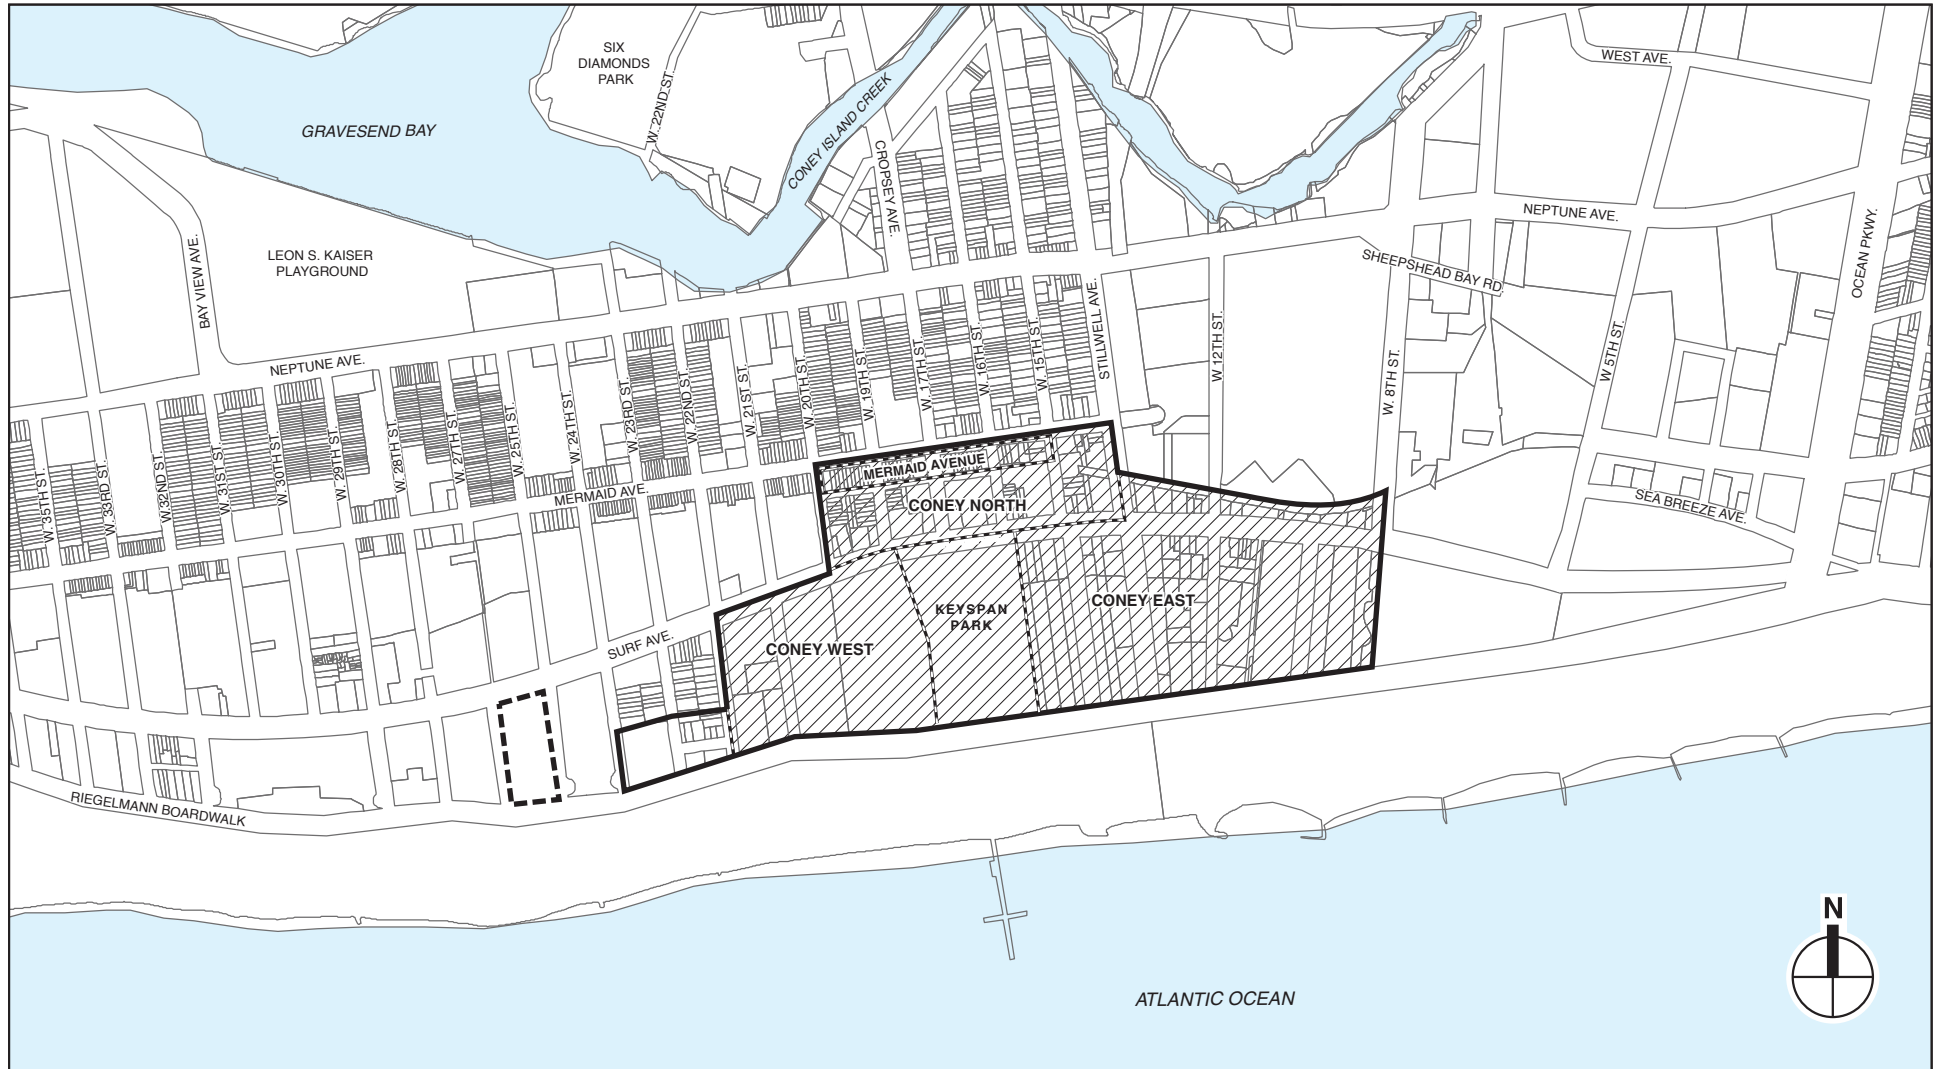 SIX
DIAMONDS
PARK
W. 22ND ST.
WEST AVE.
GRAVESEND BAY
CONEY ISLAND CREEK
CROPSEY AVE.
NEPTUNE AVE.
OCEAN PKWY.
LEON S. KAISER
PLAYGROUND
BAY VIEW AVE.
SHEEPSHEAD BAY RD.
STILLWELL AVE.
W 12TH ST.
W. 8TH ST.
W 5TH ST.
NEPTUNE AVE.
W. 35TH ST.
W. 33RD ST.
W.32ND ST.
W. 31ST ST.
W. 30TH ST.
W. 29TH ST.
W. 28TH ST.
W. 27TH ST.
W. 25TH ST.
W. 24TH ST.
W. 23RD ST.
W. 22ND ST.
W. 21ST ST.
W. 20TH ST.
W. 19TH ST.
W. 17TH ST.
W. 16TH ST.
W. 15TH ST.
MERMAID AVE.
MERMAID AVENUE
CONEY NORTH
SEA BREEZE AVE.
CONEY EAST
KEYSPAN
PARK
SURF AVE.
CONEY WEST
RIEGELMANN BOARDWALK
N
ATLANTIC OCEAN